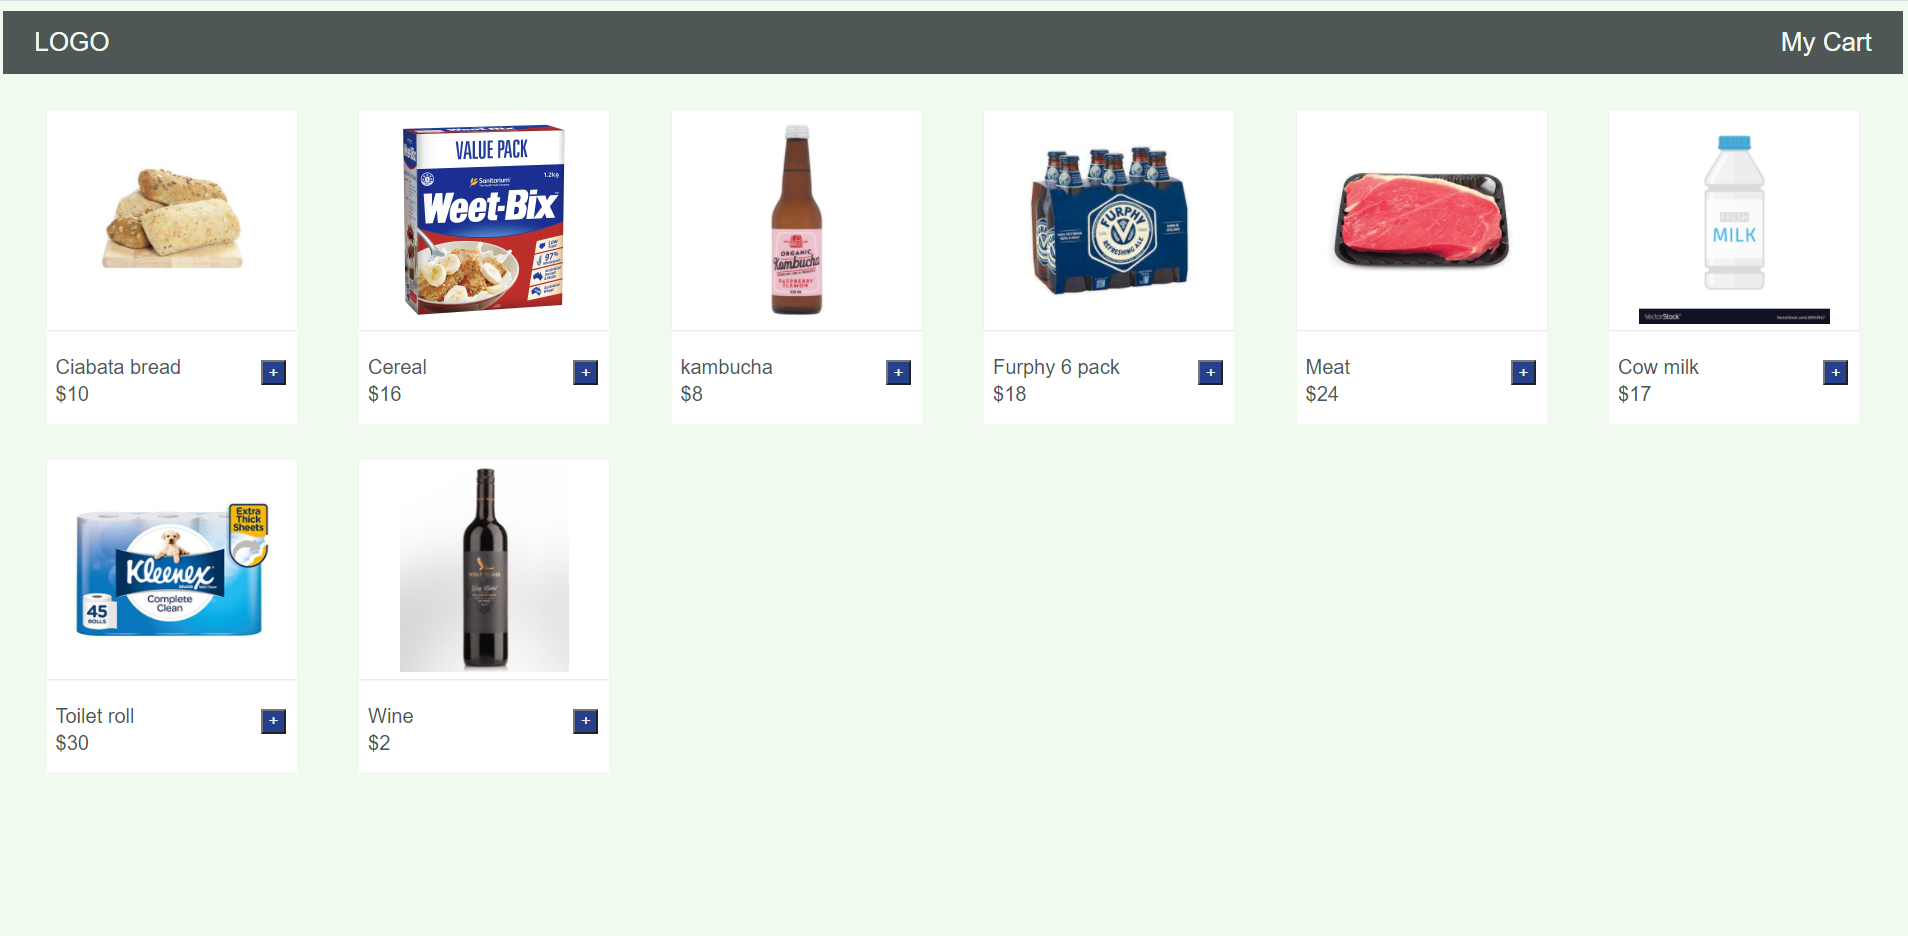 LOGO
My Cart
VALUE PACK
1.2kg
Sanitarium
Weet-Bix
97%
ORGANIC
Kombucha
RASPBERRY
LEMON
FURPHY
REFRESHING ALE
FRESH
MILK
VectorStock
Ciabata bread
$10
+
Cereal
$16
+
kambucha
$8
+
Furphy 6 pack
$18
+
Meat
$24
+
Cow milk
$17
+
Extra
Thick
Sheets
Kleenex
BRAND
Complete
Clean
45
ROLLS
Toilet roll
$30
+
Wine
$2
+